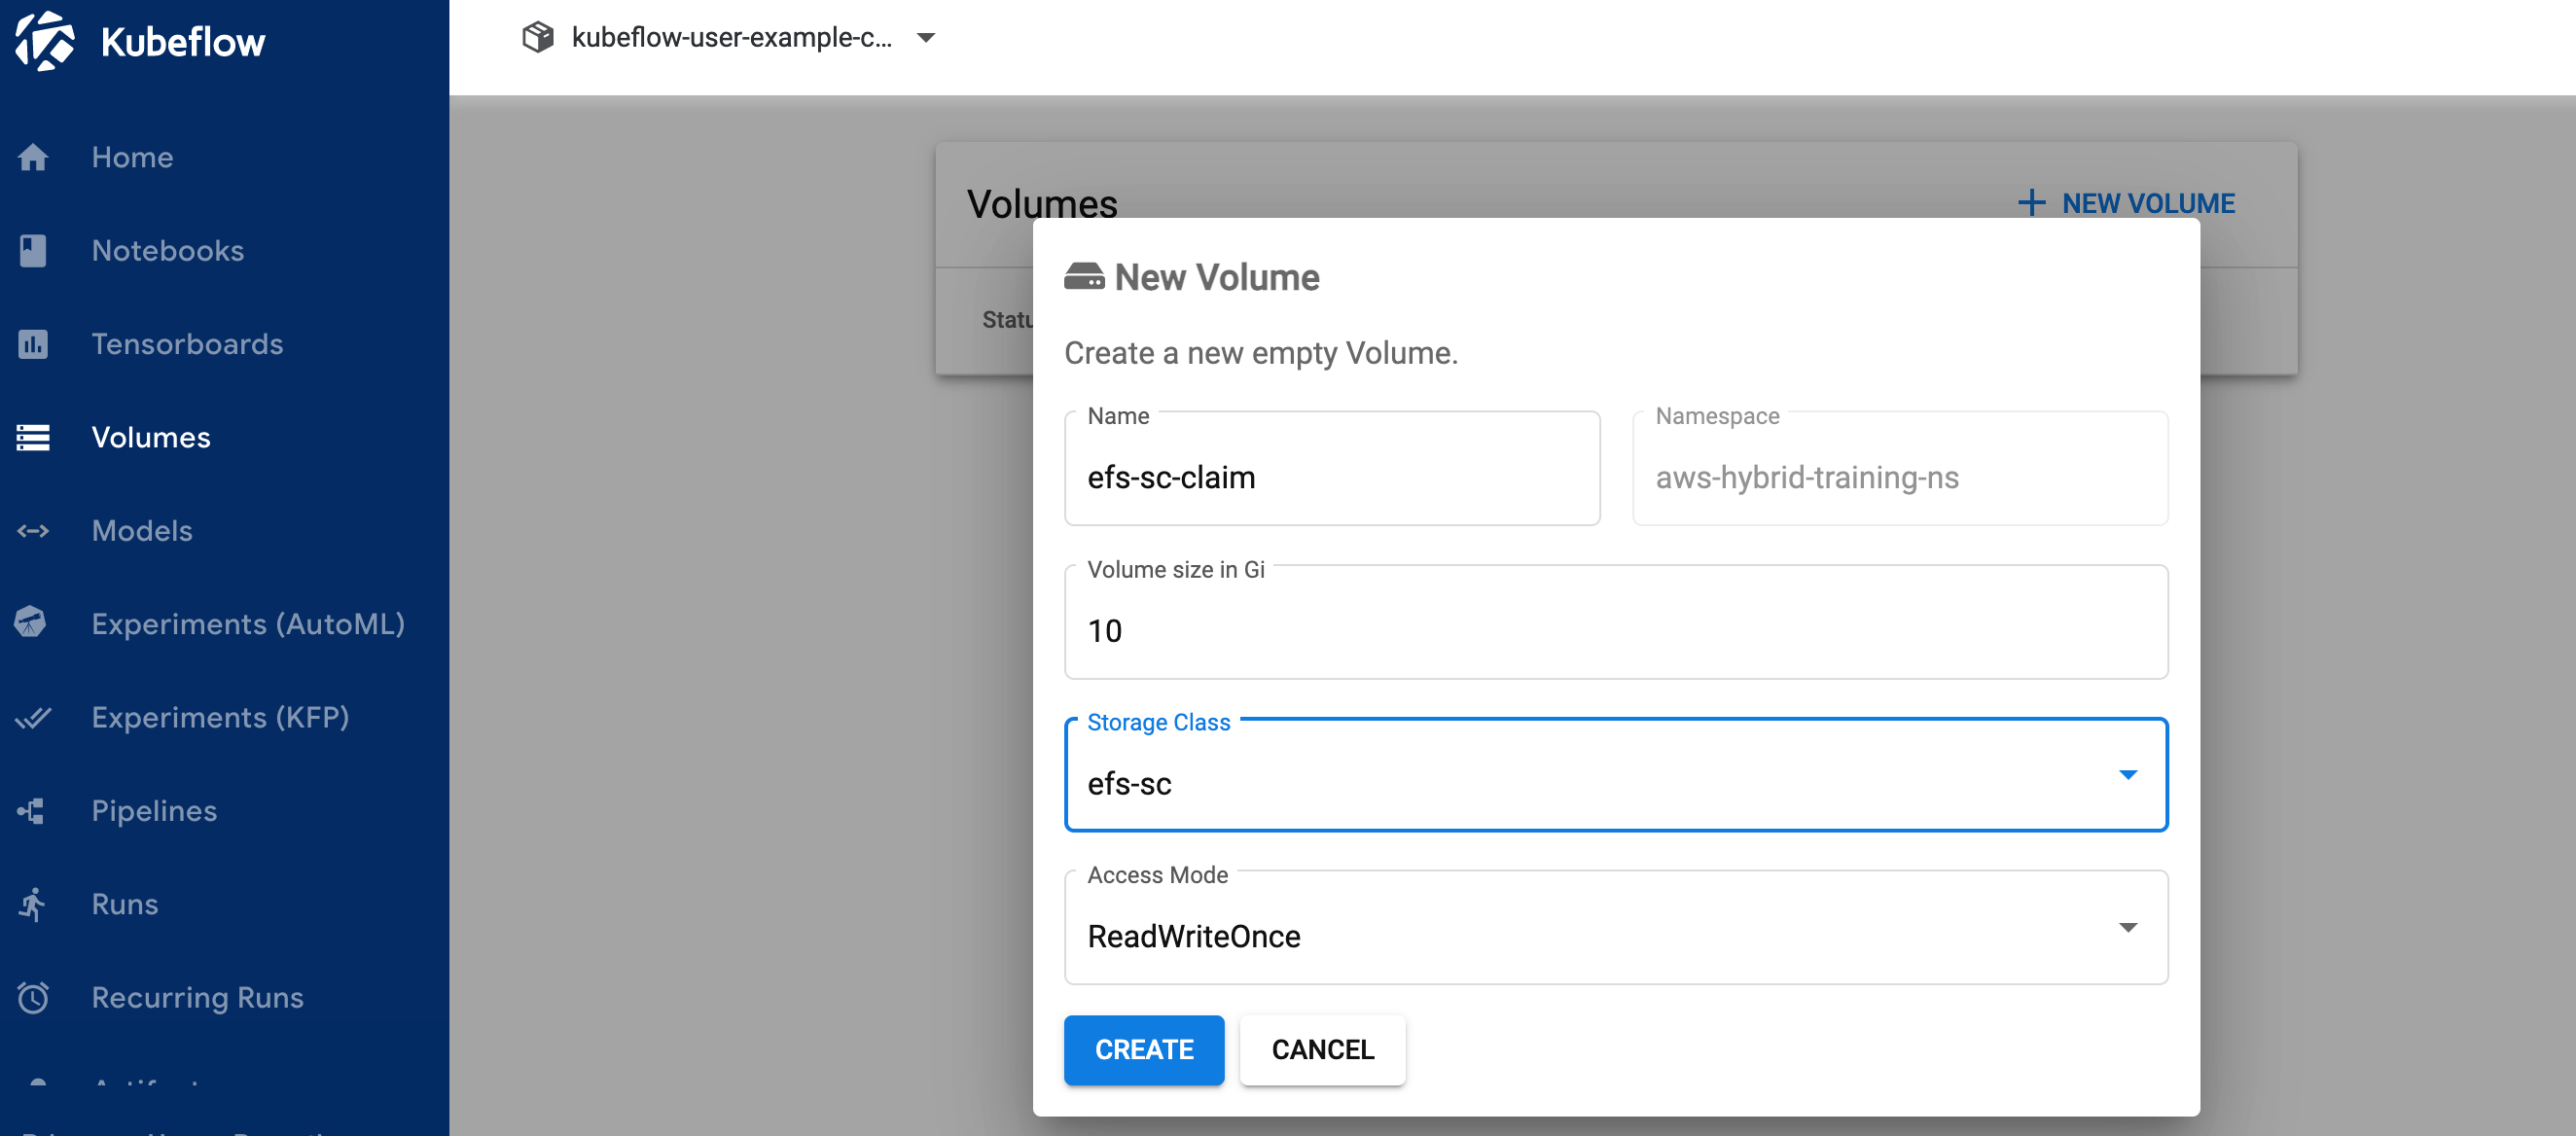 Kubeflow
kubeflow-user-example-c...
Home
Notebooks
Tensorboards
Volumes
Models
Experiments (AutoML)
Experiments (KFP)
Pipelines
Runs
Recurring Runs
Volumes
NEW VOLUME
New Volume
Create a new empty Volume.
Name
efs-sc-claim
Namespace
aws-hybrid-training-ns
Volume size in Gi
10
Storage Class
efs-sc
Access Mode
ReadWriteOnce
CREATE
CANCEL